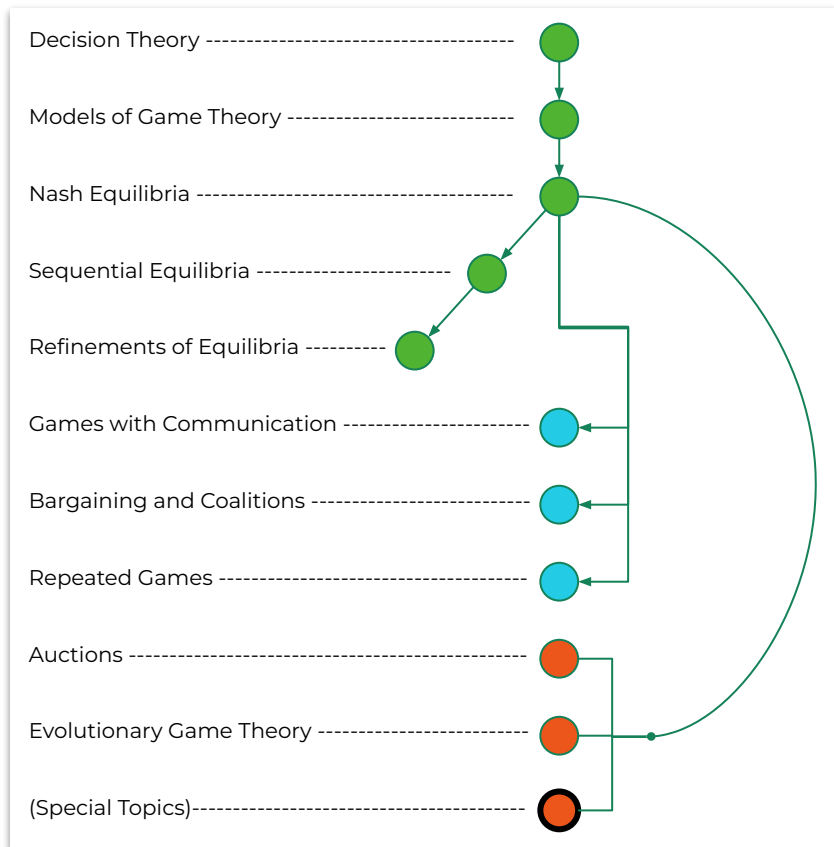 Decision Theory
Models of Game Theory
Nash Equilibria
Sequential Equilibria
Refinements of Equilibria
Games with Communication
Bargaining and Coalitions
Repeated Games
Auctions
Evolutionary Game Theory
(Special Topics)